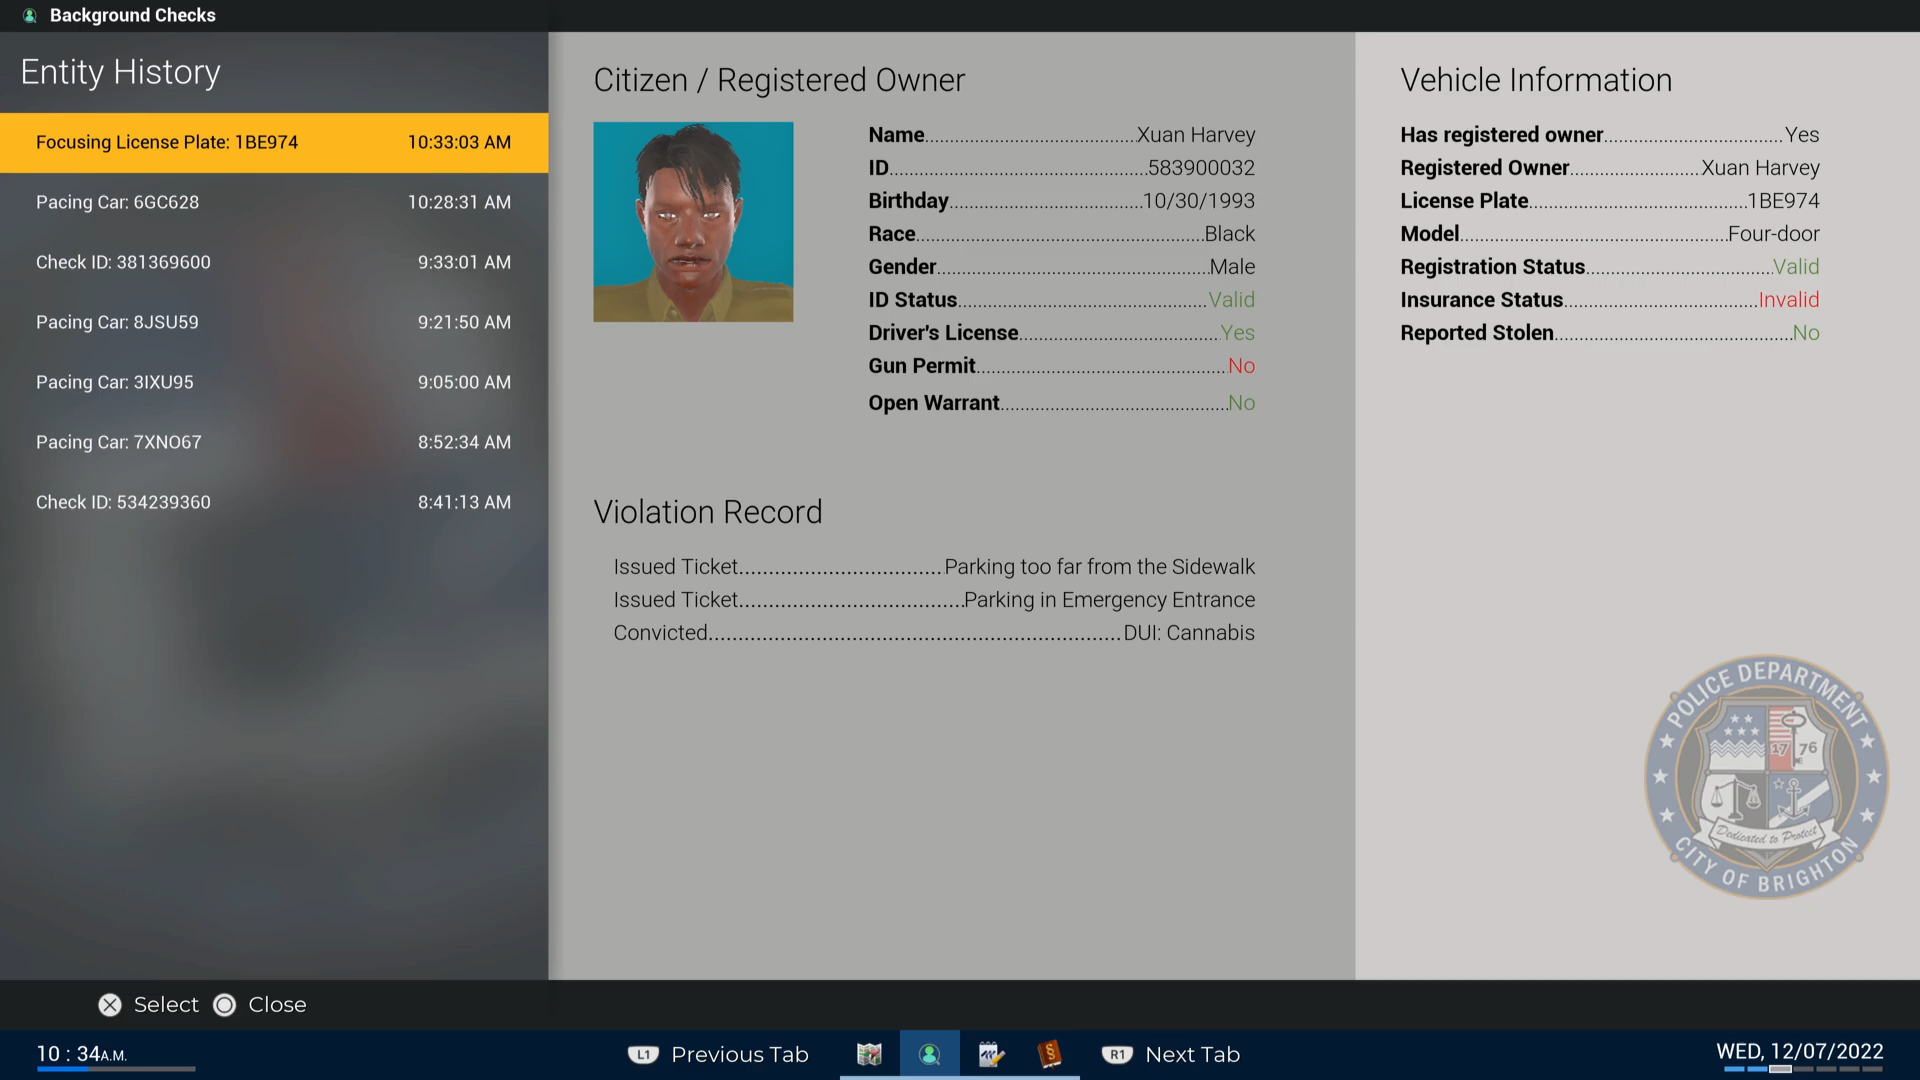 Background Checks
Entity History
Focusing License Plate: 1BE974 10:33:03 AM
Pacing Car: 6GC628 10:28:31 AM
Check ID: 381369600 9:33:01 AM
Pacing Car: 8JSU59 9:21:50 AM
Pacing Car: 3IXU95 9:05:00 AM
Pacing Car: 7XNO67 8:52:34 AM
Check ID: 534239360 8:41:13 AM
Citizen / Registered Owner
Name Xuan Harvey
ID 583900032
Birthday 10/30/1993
Race Black
Gender Male
ID Status Valid
Driver's License Yes
Gun Permit No
Open Warrant No
Violation Record
Issued Ticket Parking too far from the Sidewalk
Issued Ticket Parking in Emergency Entrance
Convicted DUI: Cannabis
Vehicle Information
Has registered owner Yes
Registered Owner Xuan Harvey
License Plate 1BE974
Model Four-door
Registration Status Valid
Insurance Status Invalid
Reported Stolen No
POLICE DEPARTMENT
17 76
Dedicated to Protect
CITY OF BRIGHTON
Select Close
10 : 34 A.M.
L1 Previous Tab
R1 Next Tab
WED, 12/07/2022